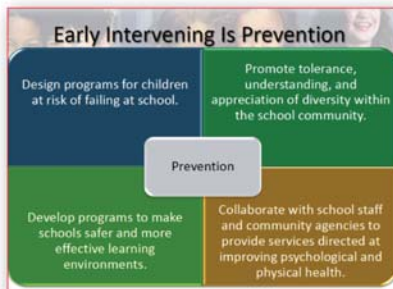 Early Intervening Is Prevention
Design programs for children
at risk of failing at school.
Promote tolerance,
understanding, and
appreciation of diversity within
the school community.
Prevention
Develop programs to make
schools safer and more
effective learning
environments.
Collaborate with school staff
and community agencies to
provide services directed at
improving psychological and
physical health.